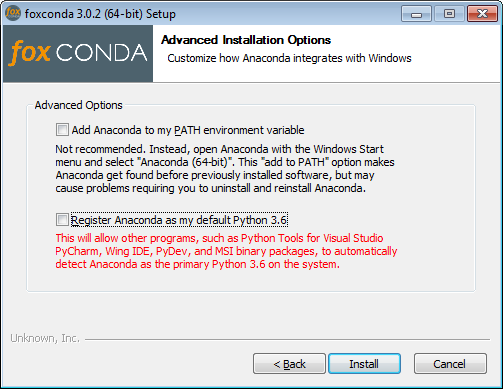 foxconda 3.0.2 (64-bit) Setup
fox CONDA
Advanced Installation Options
Customize how Anaconda integrates with Windows
Advanced Options
Add Anaconda to my PATH environment variable
Not recommended. Instead, open Anaconda with the Windows Start
menu and select "Anaconda (64-bit)". This "add to PATH" option makes
Anaconda get found before previously installed software, but may
cause problems requiring you to uninstall and reinstall Anaconda.
Register Anaconda as my default Python 3.6
This will allow other programs, such as Python Tools for Visual Studio
PyCharm, Wing IDE, PyDev, and MSI binary packages, to automatically
detect Anaconda as the primary Python 3.6 on the system.
Unknown, Inc.
< Back
Install
Cancel